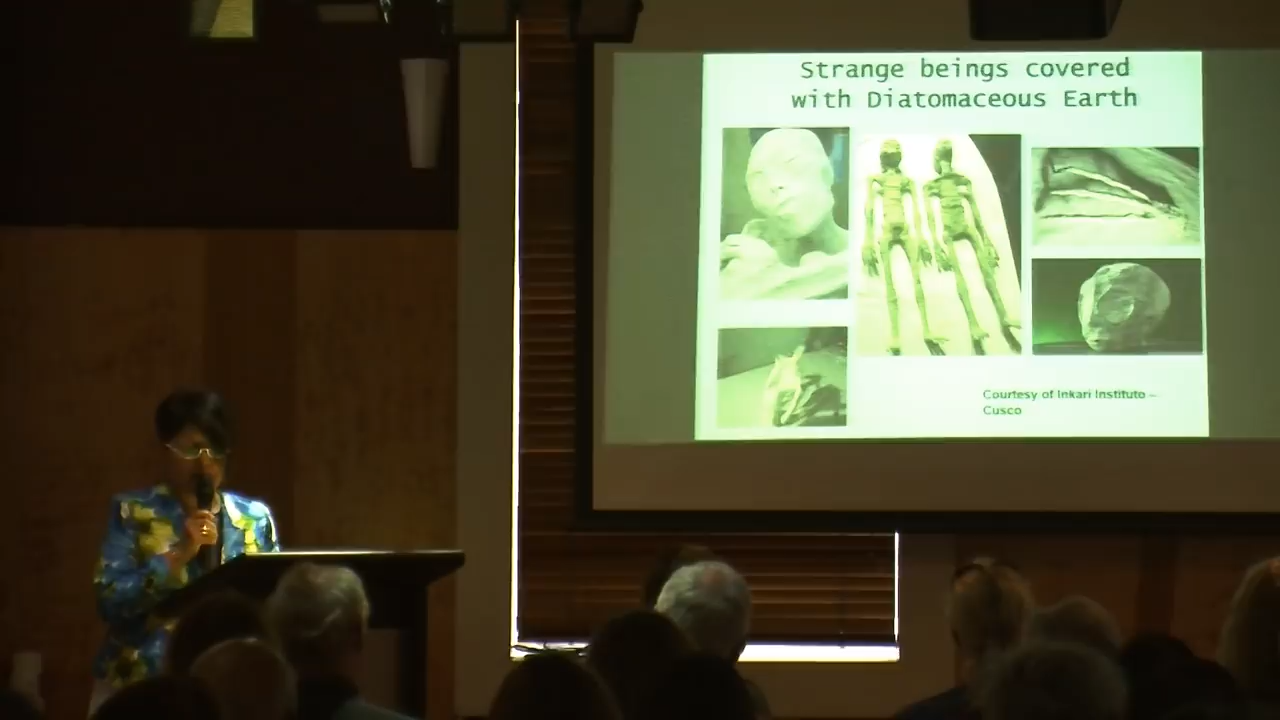 Strange beings covered
with Diatomaceous Earth
Courtesy of Inkari Instituto –
Cusco